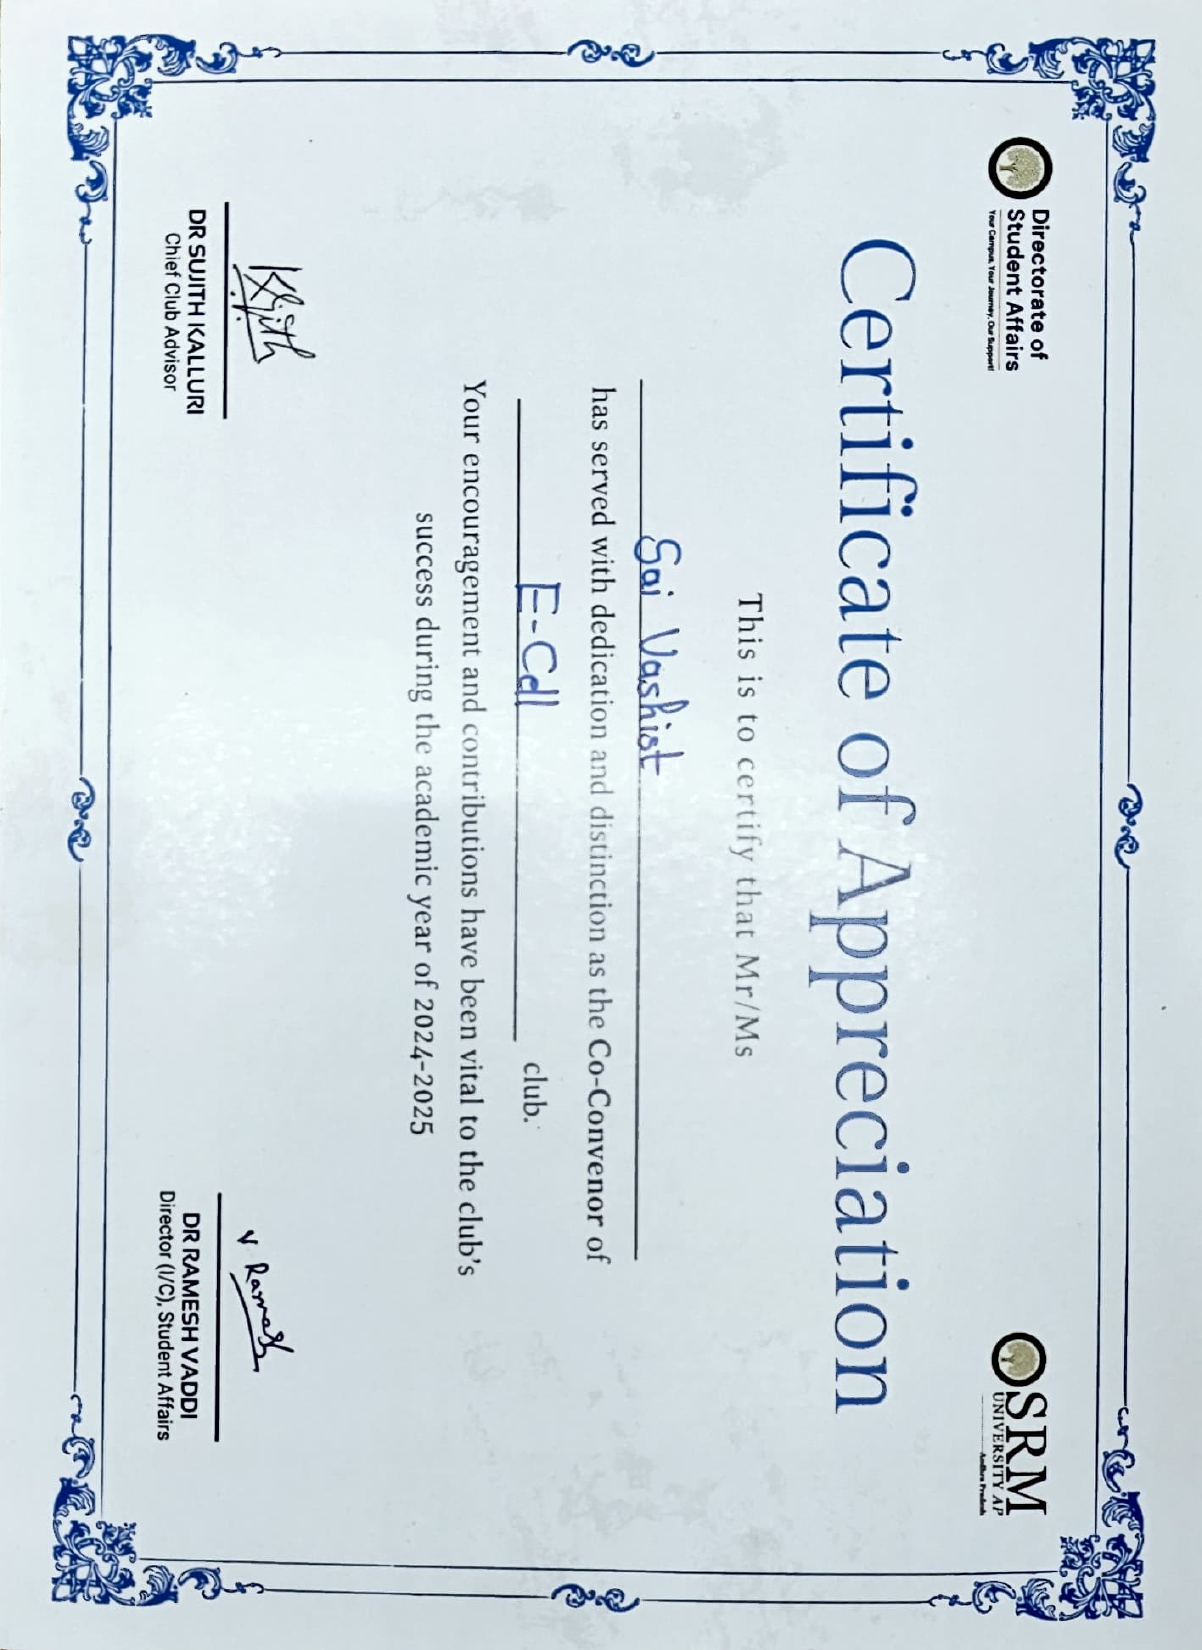 Directorate of
Student Affairs
Your Campus, Your Journey, Our Support!
SRM
UNIVERSITY AP
Andhra Pradesh
Certificate of Appreciation
This is to certify that Mr/Ms
Sai Vashist
has served with dedication and distinction as the Co-Convenor of
E-Cell club.
Your encouragement and contributions have been vital to the club's
success during the academic year of 2024-2025
V Ramesh
DR SUJITH KALLURI
Chief Club Advisor
DR RAMESH VADDI
Director (I/C), Student Affairs